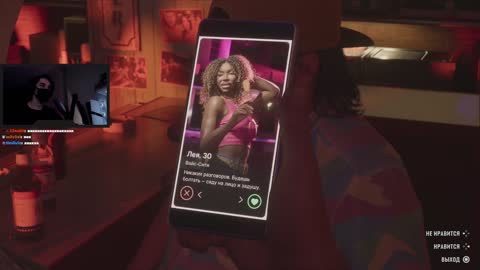 Лея, 30
Вайс-Сити
Никаких разговоров. Будешь
болтать — сяду на лицо и задушу.
НЕ НРАВИТСЯ
НРАВИТСЯ
ВЫХОД